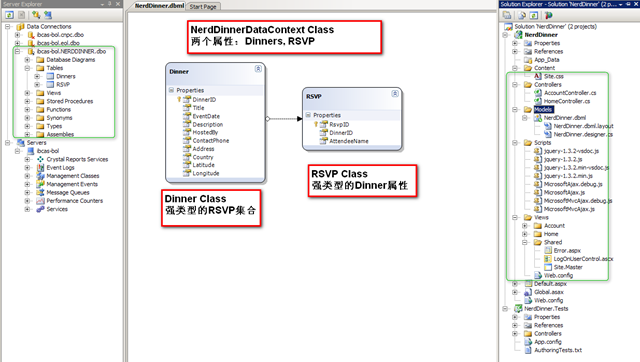 Server Explorer
Data Connections
ibcas-bol.cnpc.dbo
ibcas-bol.eol.dbo
ibcas-bol.NERDDINNER.dbo
Database Diagrams
Tables
Dinners
RSVP
Views
Stored Procedures
Functions
Synonyms
Types
Assemblies
Servers
ibcas-bol
Crystal Reports Services
Event Logs
Management Classes
Management Events
Message Queues
Performance Counters
Services
NerdDinner.dbml
Start Page
NerdDinnerDataContext Class
两个属性：Dinners, RSVP
Dinner
Properties
DinnerID
Title
EventDate
Description
HostedBy
ContactPhone
Address
Country
Latitude
Longitude
Dinner Class
强类型的RSVP集合
RSVP
Properties
RsvpID
DinnerID
AttendeeName
RSVP Class
强类型的Dinner属性
Solution Explorer - Solution 'NerdDinner' (2 pro
Solution 'NerdDinner' (2 projects)
NerdDinner
Properties
References
App_Data
Content
Site.css
Controllers
AccountController.cs
HomeController.cs
Models
NerdDinner.dbml
NerdDinner.dbml.layout
NerdDinner.designer.c
Scripts
jquery-1.3.2-vsdoc.js
jquery-1.3.2.js
jquery-1.3.2.min-vsdoc.js
jquery-1.3.2.min.js
MicrosoftAjax.debug.js
MicrosoftAjax.js
MicrosoftMvcAjax.debug.js
MicrosoftMvcAjax.js
Views
Account
Home
Shared
Error.aspx
LogOnUserControl.ascx
Site.Master
Web.config
Default.aspx
Global.asax
Web.config
NerdDinner.Tests
Properties
References
Controllers
App.config
AuthoringTests.txt